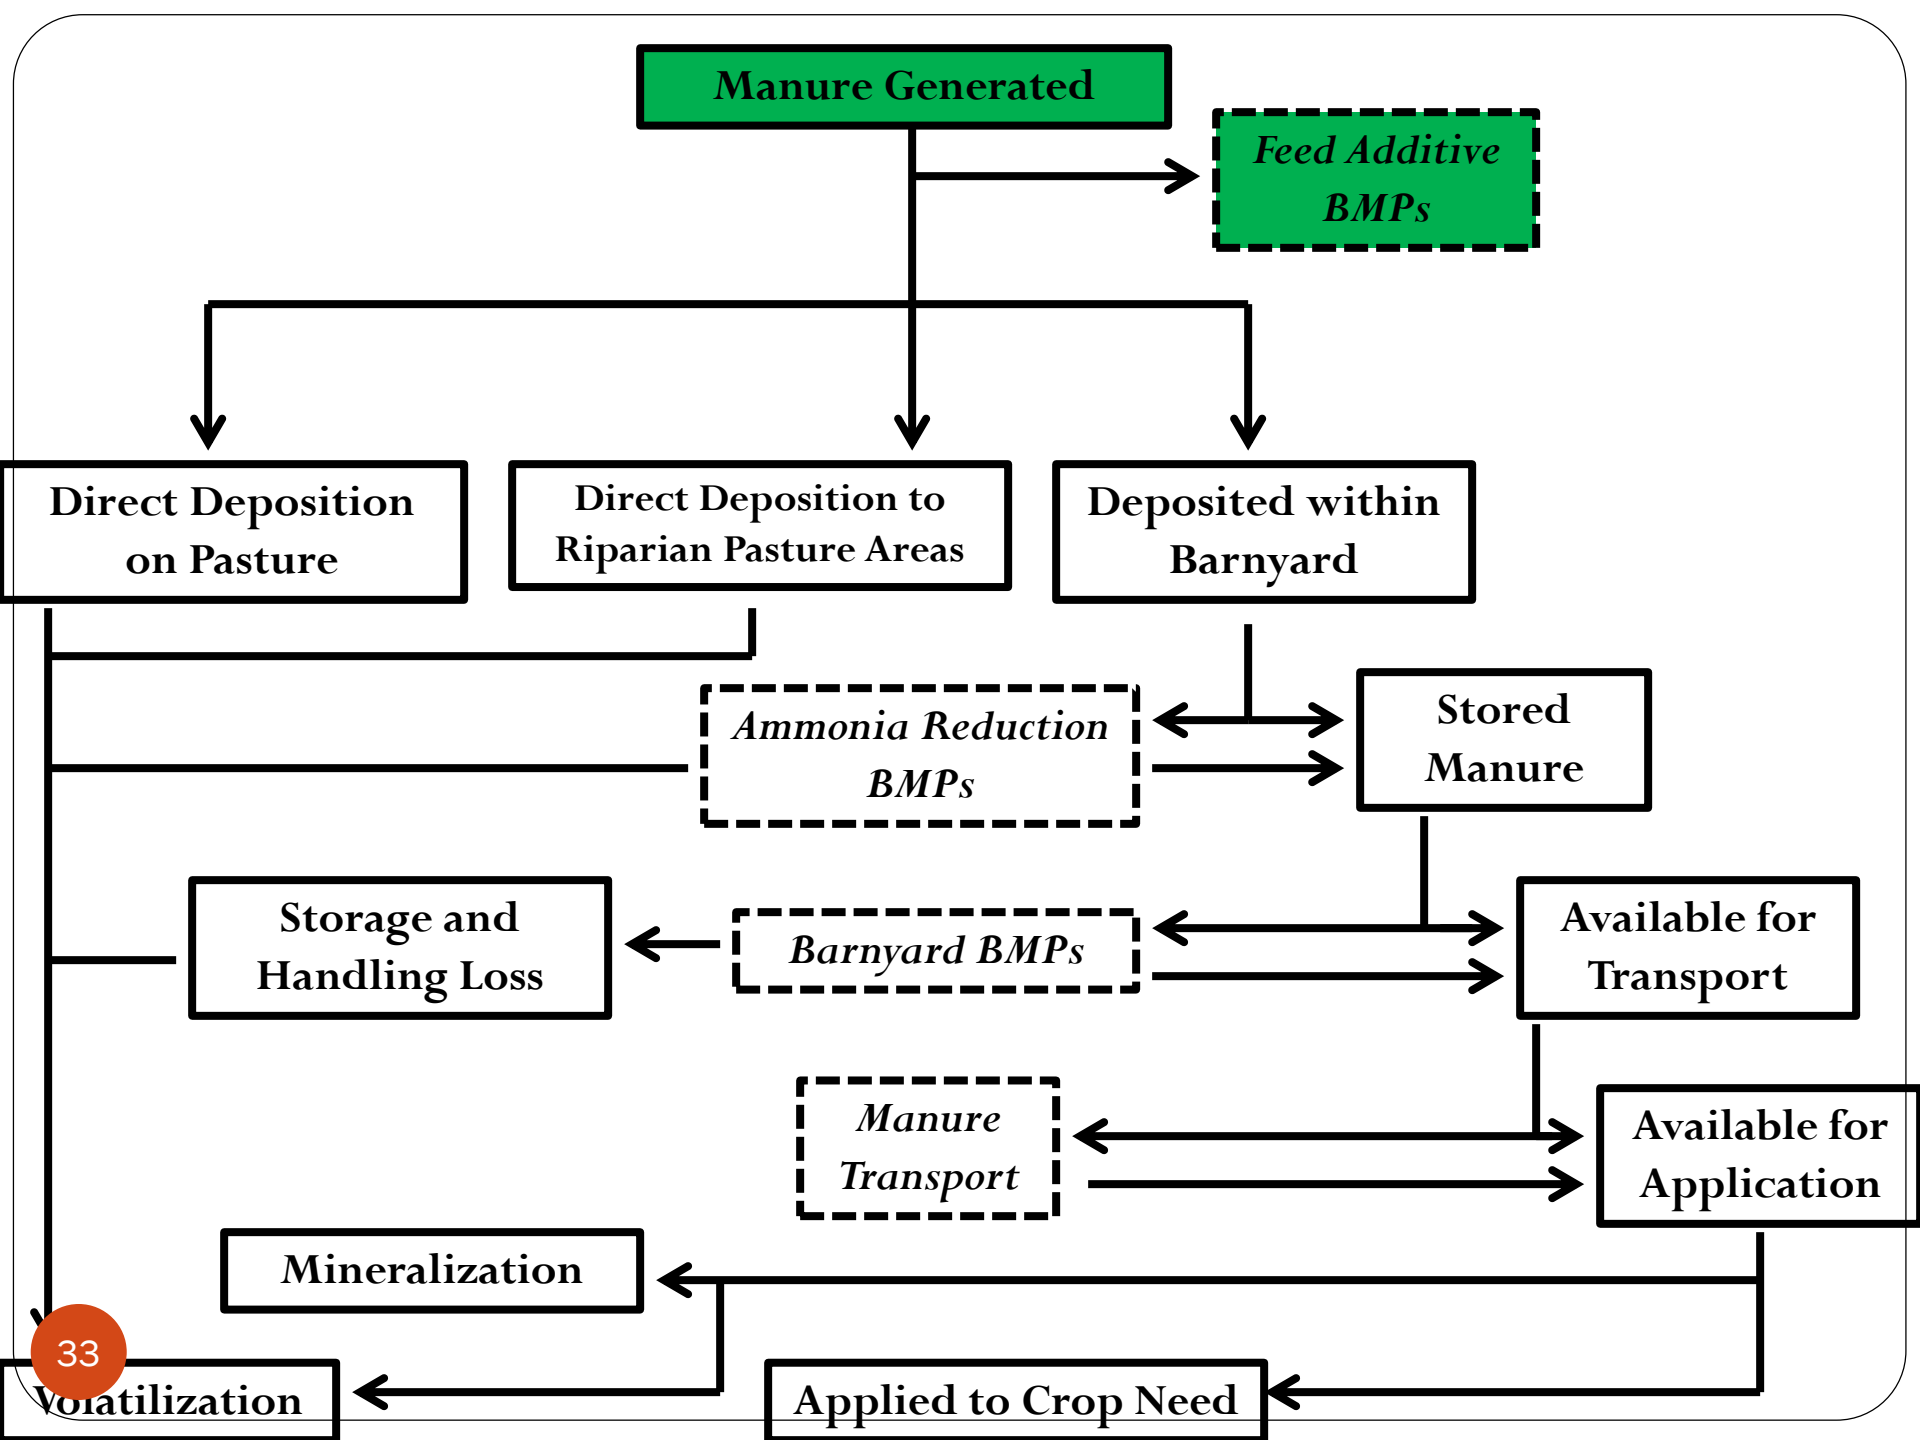 Manure Generated
Feed Additive
BMPs
Direct Deposition
on Pasture
Direct Deposition to
Riparian Pasture Areas
Deposited within
Barnyard
Ammonia Reduction
BMPs
Stored
Manure
Storage and
Handling Loss
Barnyard BMPs
Available for
Transport
Manure
Transport
Available for
Application
Mineralization
33
Volatilization
Applied to Crop Need